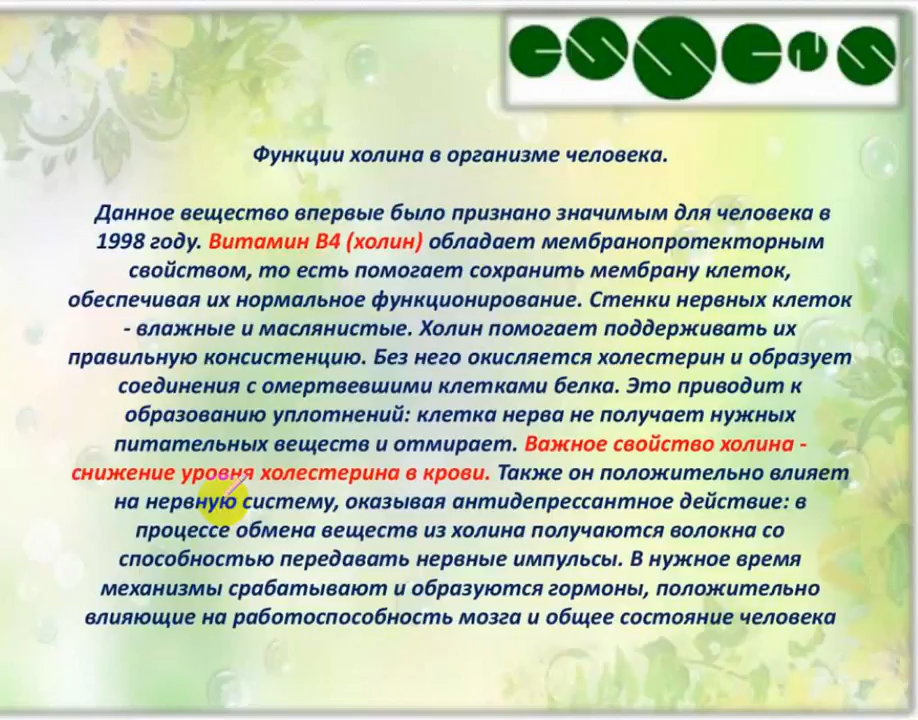 essens
Функции холина в организме человека.
Данное вещество впервые было признано значимым для человека в
1998 году. Витамин В4 (холин) обладает мембранопротекторным
свойством, то есть помогает сохранить мембрану клеток,
обеспечивая их нормальное функционирование. Стенки нервных клеток
- влажные и маслянистые. Холин помогает поддерживать их
правильную консистенцию. Без него окисляется холестерин и образует
соединения с омертвевшими клетками белка. Это приводит к
образованию уплотнений: клетка нерва не получает нужных
питательных веществ и отмирает. Важное свойство холина -
снижение уровня холестерина в крови. Также он положительно влияет
на нервную систему, оказывая антидепрессантное действие: в
процессе обмена веществ из холина получаются волокна со
способностью передавать нервные импульсы. В нужное время
механизмы срабатывают и образуются гормоны, положительно
влияющие на работоспособность мозга и общее состояние человека